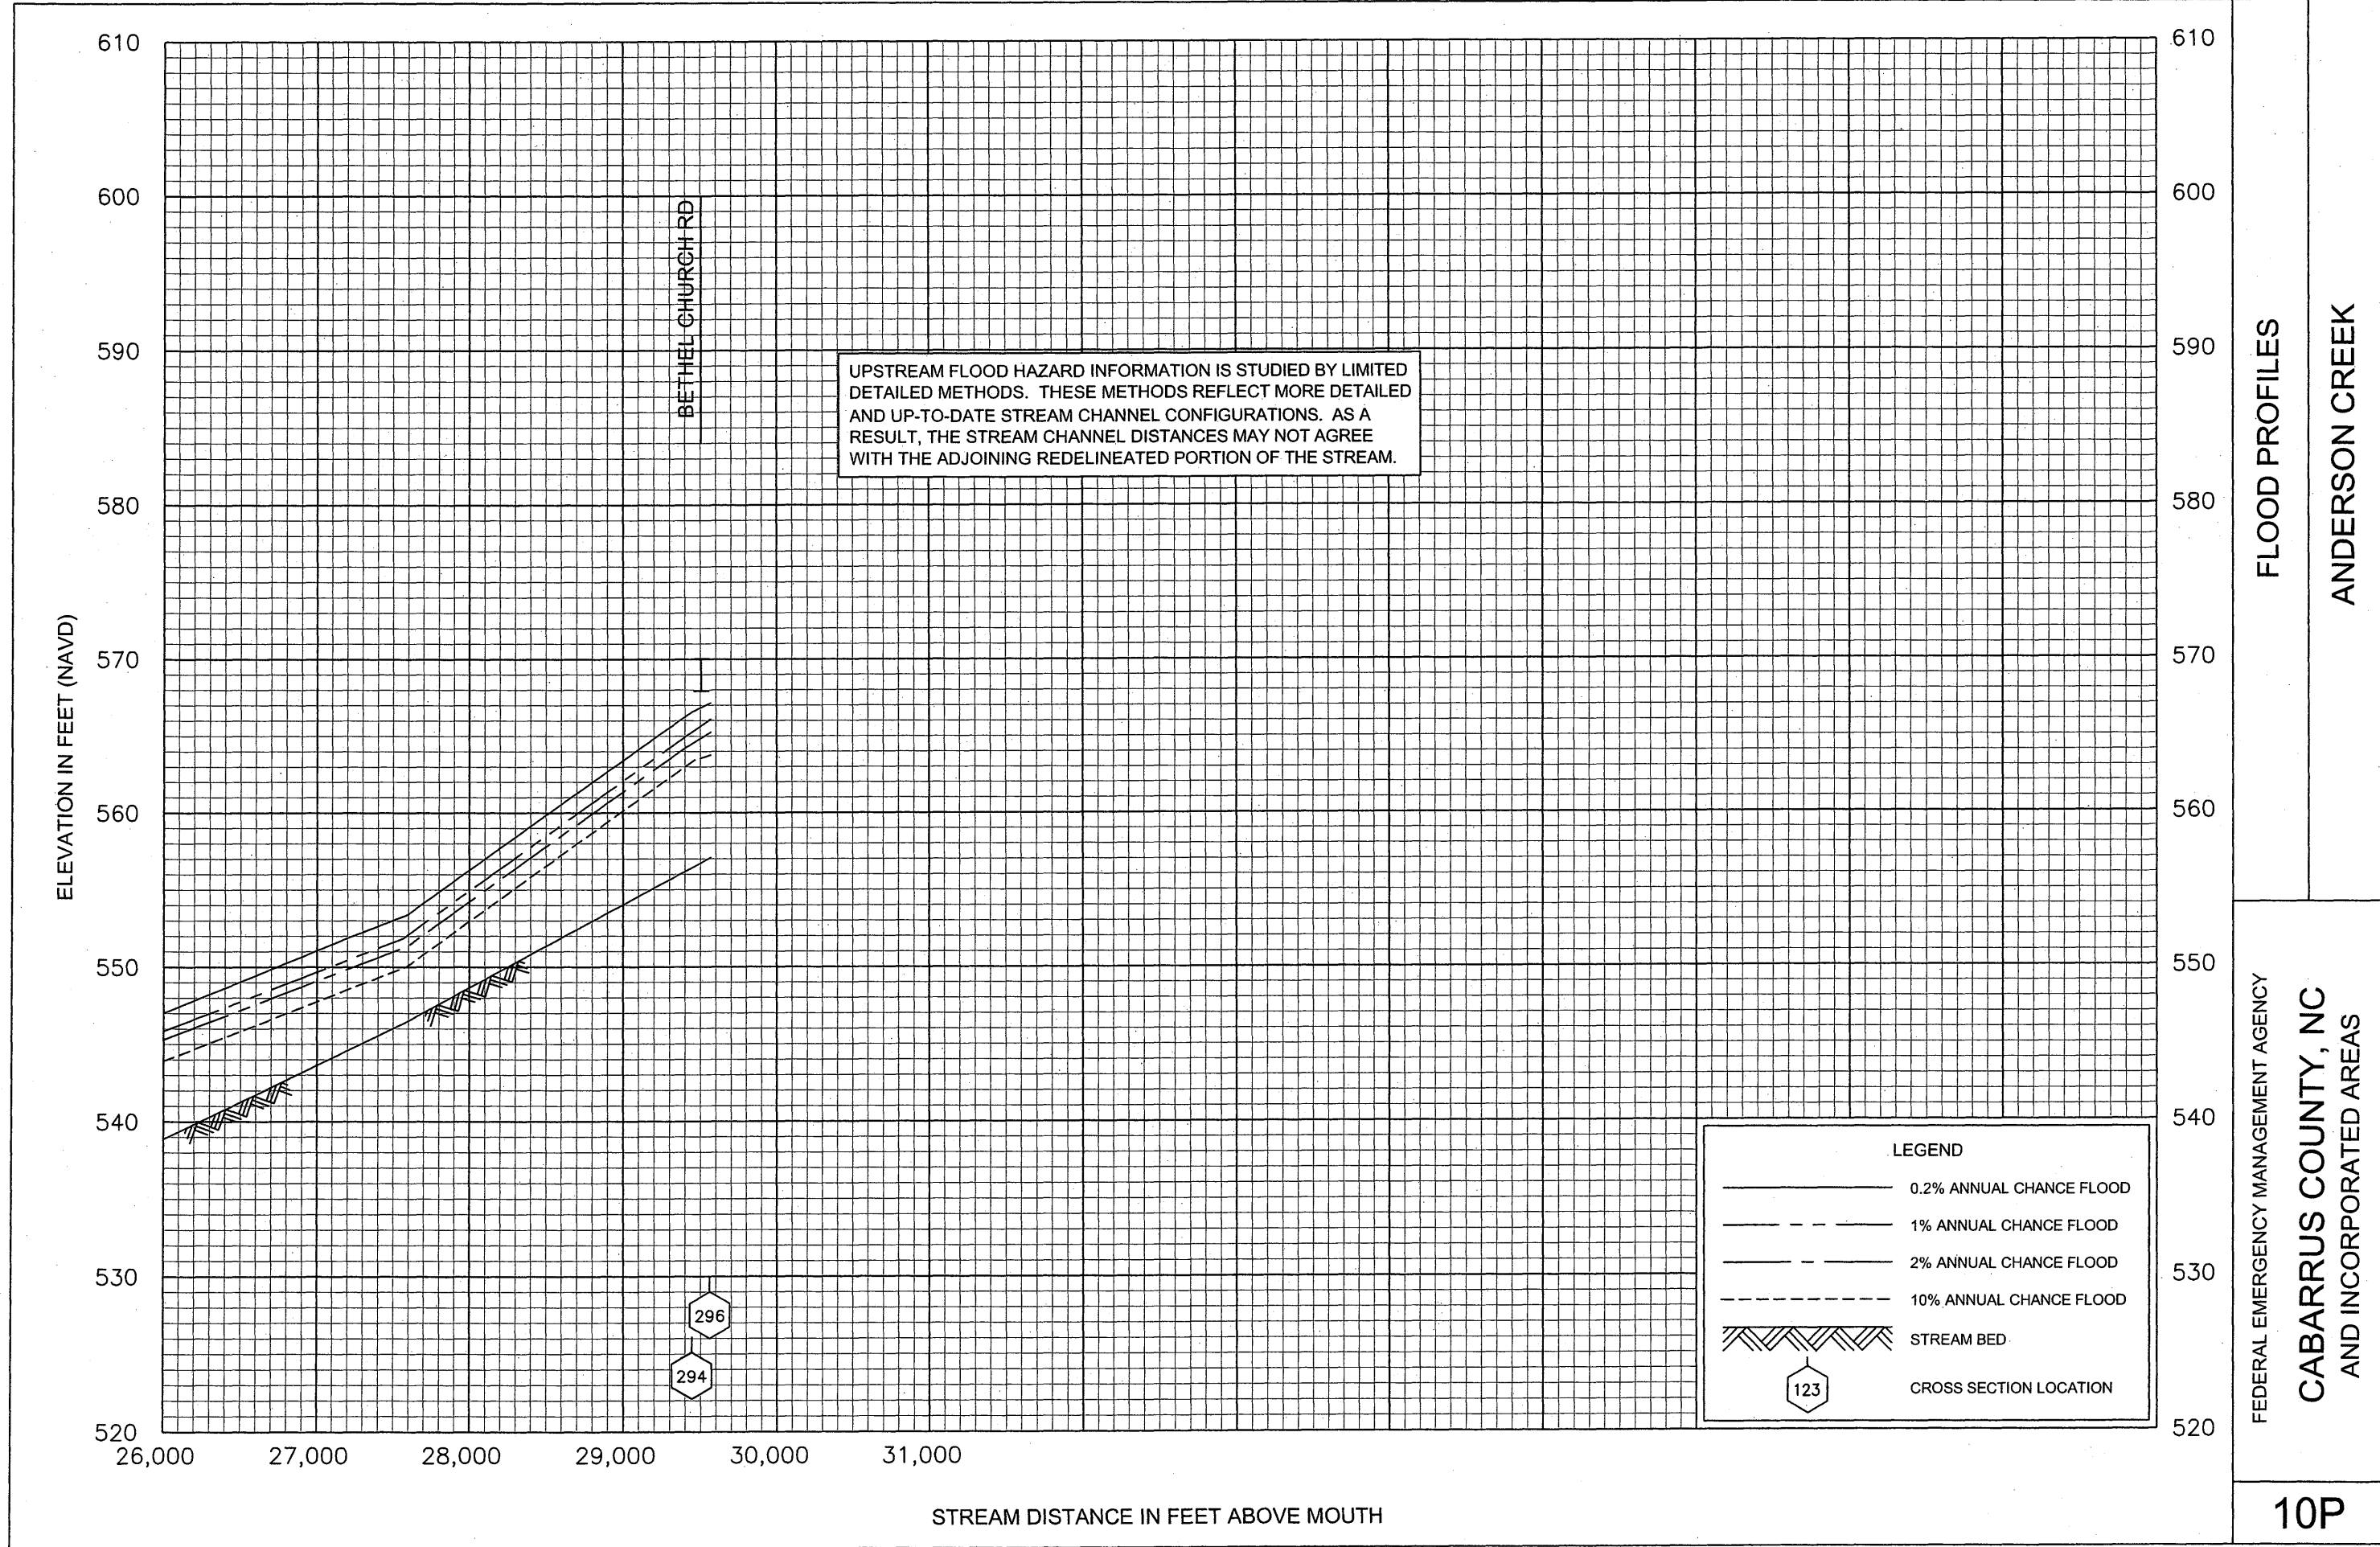 610
600
590
580
570
560
550
540
530
520
ELEVATION IN FEET (NAVD)
26,000 27,000 28,000 29,000 30,000 31,000
STREAM DISTANCE IN FEET ABOVE MOUTH
BETHEL CHURCH RD
UPSTREAM FLOOD HAZARD INFORMATION IS STUDIED BY LIMITED
DETAILED METHODS. THESE METHODS REFLECT MORE DETAILED
AND UP-TO-DATE STREAM CHANNEL CONFIGURATIONS. AS A
RESULT, THE STREAM CHANNEL DISTANCES MAY NOT AGREE
WITH THE ADJOINING REDELINEATED PORTION OF THE STREAM.
296
294
LEGEND
0.2% ANNUAL CHANCE FLOOD
1% ANNUAL CHANCE FLOOD
2% ANNUAL CHANCE FLOOD
10% ANNUAL CHANCE FLOOD
STREAM BED
123 CROSS SECTION LOCATION
610
600
590
580
570
560
550
540
530
520
FLOOD PROFILES
ANDERSON CREEK
FEDERAL EMERGENCY MANAGEMENT AGENCY
CABARRUS COUNTY, NC
AND INCORPORATED AREAS
10P